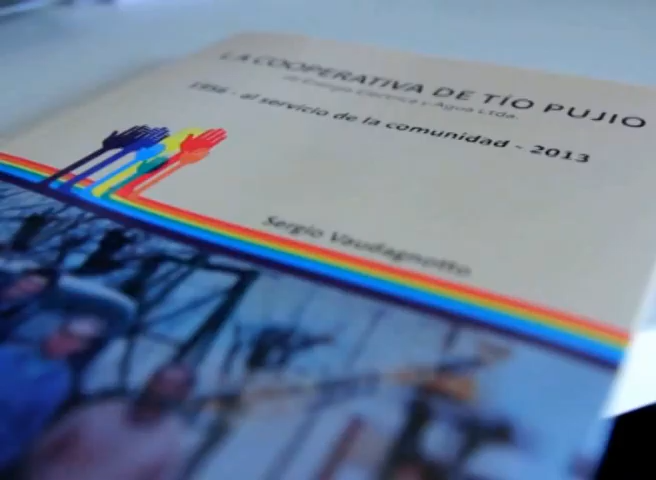 LA COOPERATIVA DE TÍO PUJIO
de Energía Eléctrica y Agua Ltda.
1956 - al servicio de la comunidad - 2013
Sergio Vaudagnotto